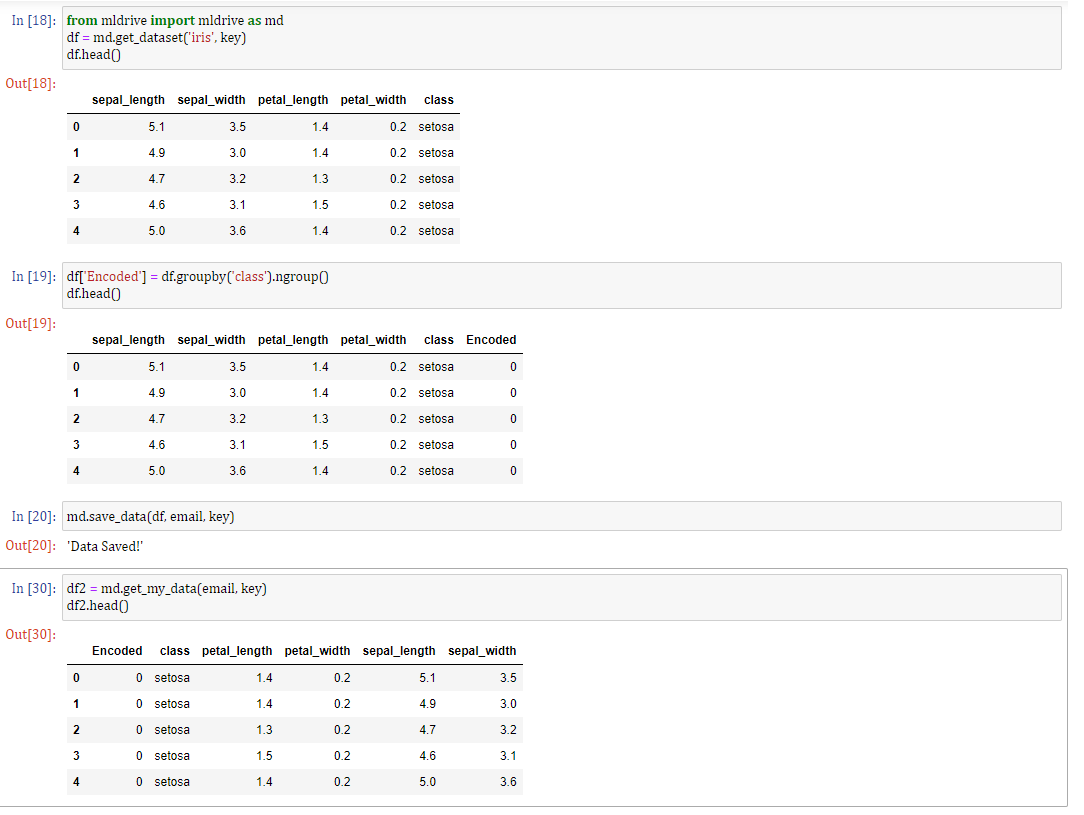 In [18]: from mldrive import mldrive as md
df = md.get_dataset('iris', key)
df.head()
Out[18]:
sepal_length sepal_width petal_length petal_width class
0 5.1 3.5 1.4 0.2 setosa
1 4.9 3.0 1.4 0.2 setosa
2 4.7 3.2 1.3 0.2 setosa
3 4.6 3.1 1.5 0.2 setosa
4 5.0 3.6 1.4 0.2 setosa
In [19]: df['Encoded'] = df.groupby('class').ngroup()
df.head()
Out[19]:
sepal_length sepal_width petal_length petal_width class Encoded
0 5.1 3.5 1.4 0.2 setosa 0
1 4.9 3.0 1.4 0.2 setosa 0
2 4.7 3.2 1.3 0.2 setosa 0
3 4.6 3.1 1.5 0.2 setosa 0
4 5.0 3.6 1.4 0.2 setosa 0
In [20]: md.save_data(df, email, key)
Out[20]: 'Data Saved!'
In [30]: df2 = md.get_my_data(email, key)
df2.head()
Out[30]:
Encoded class petal_length petal_width sepal_length sepal_width
0 0 setosa 1.4 0.2 5.1 3.5
1 0 setosa 1.4 0.2 4.9 3.0
2 0 setosa 1.3 0.2 4.7 3.2
3 0 setosa 1.5 0.2 4.6 3.1
4 0 setosa 1.4 0.2 5.0 3.6